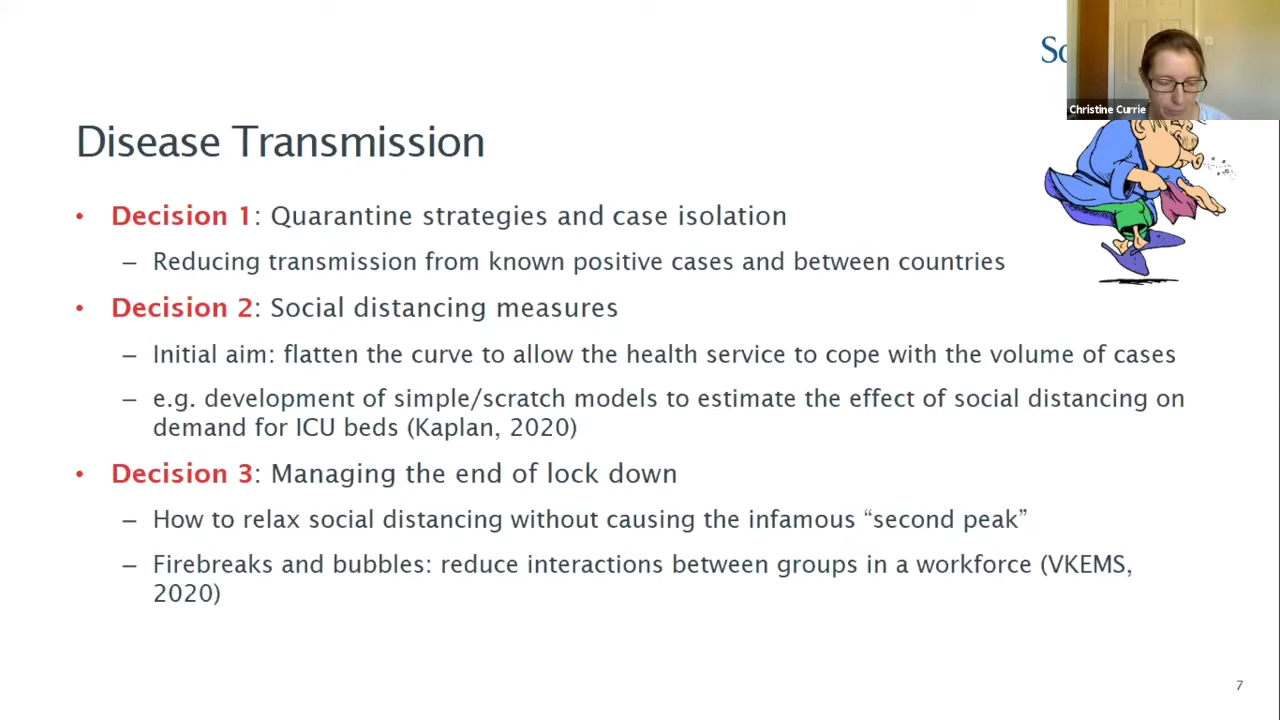 So
Christine Currie
Disease Transmission
• Decision 1: Quarantine strategies and case isolation
– Reducing transmission from known positive cases and between countries
• Decision 2: Social distancing measures
– Initial aim: flatten the curve to allow the health service to cope with the volume of cases
– e.g. development of simple/scratch models to estimate the effect of social distancing on
demand for ICU beds (Kaplan, 2020)
• Decision 3: Managing the end of lock down
– How to relax social distancing without causing the infamous “second peak”
– Firebreaks and bubbles: reduce interactions between groups in a workforce (VKEMS,
2020)
7